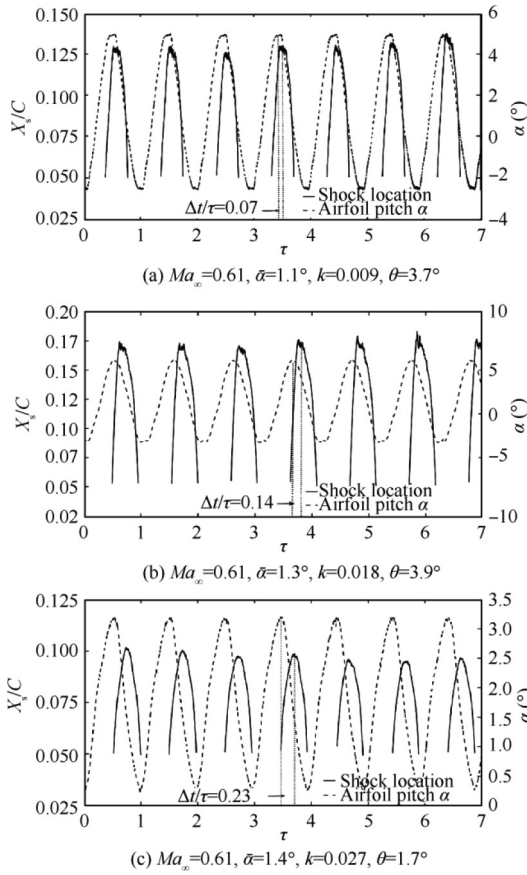 0.150
0.125
0.100
0.075
0.050
0.025
X_s/C
6
4
2
0
−2
−4
α (°)
Δt/τ=0.07
Shock location
Airfoil pitch α
0 1 2 3 4 5 6 7
τ
(a) Ma∞=0.61, ᾱ=1.1°, k=0.009, θ=3.7°
0.20
0.17
0.15
0.12
0.10
0.07
0.05
0.02
X_s/C
10
5
0
−5
−10
α (°)
Δt/τ=0.14
Shock location
Airfoil pitch α
0 1 2 3 4 5 6 7
τ
(b) Ma∞=0.61, ᾱ=1.3°, k=0.018, θ=3.9°
0.125
0.100
0.075
0.050
0.025
X_s/C
3.5
3.0
2.5
2.0
1.5
1.0
0.5
0
α (°)
Δt/τ=0.23
Shock location
Airfoil pitch α
0 1 2 3 4 5 6 7
τ
(c) Ma∞=0.61, ᾱ=1.4°, k=0.027, θ=1.7°